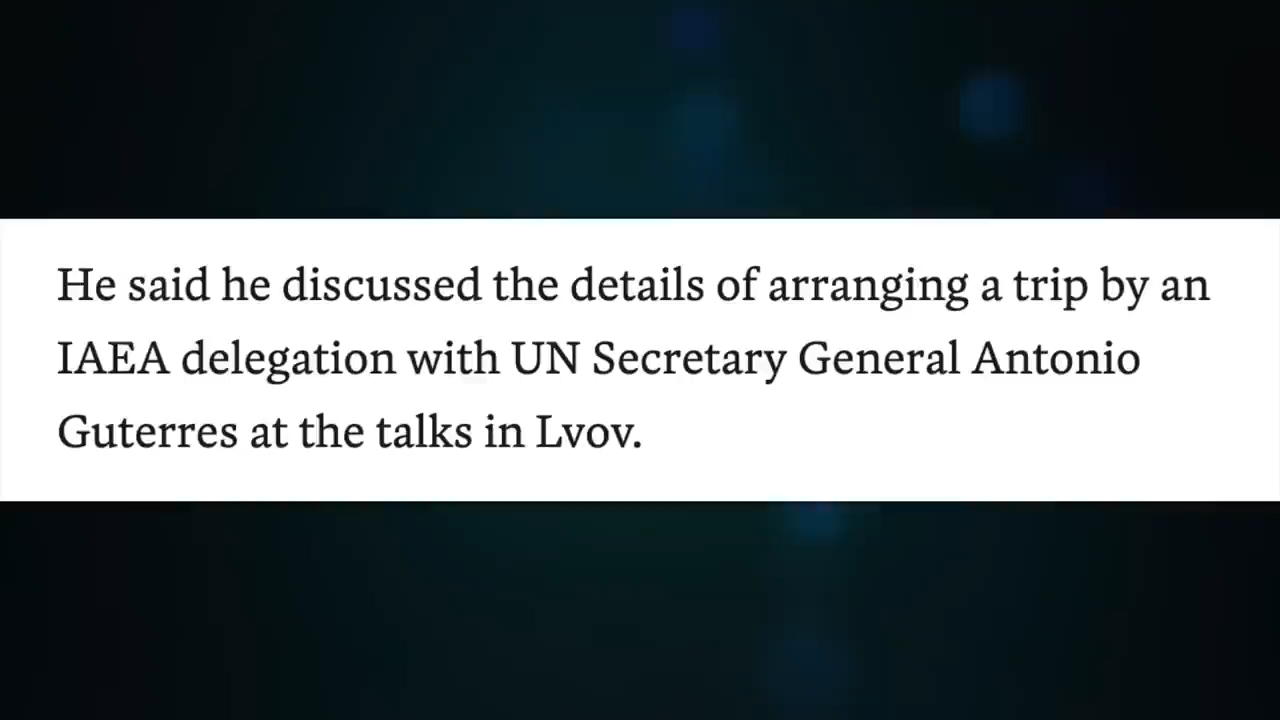 He said he discussed the details of arranging a trip by an
IAEA delegation with UN Secretary General Antonio
Guterres at the talks in Lvov.